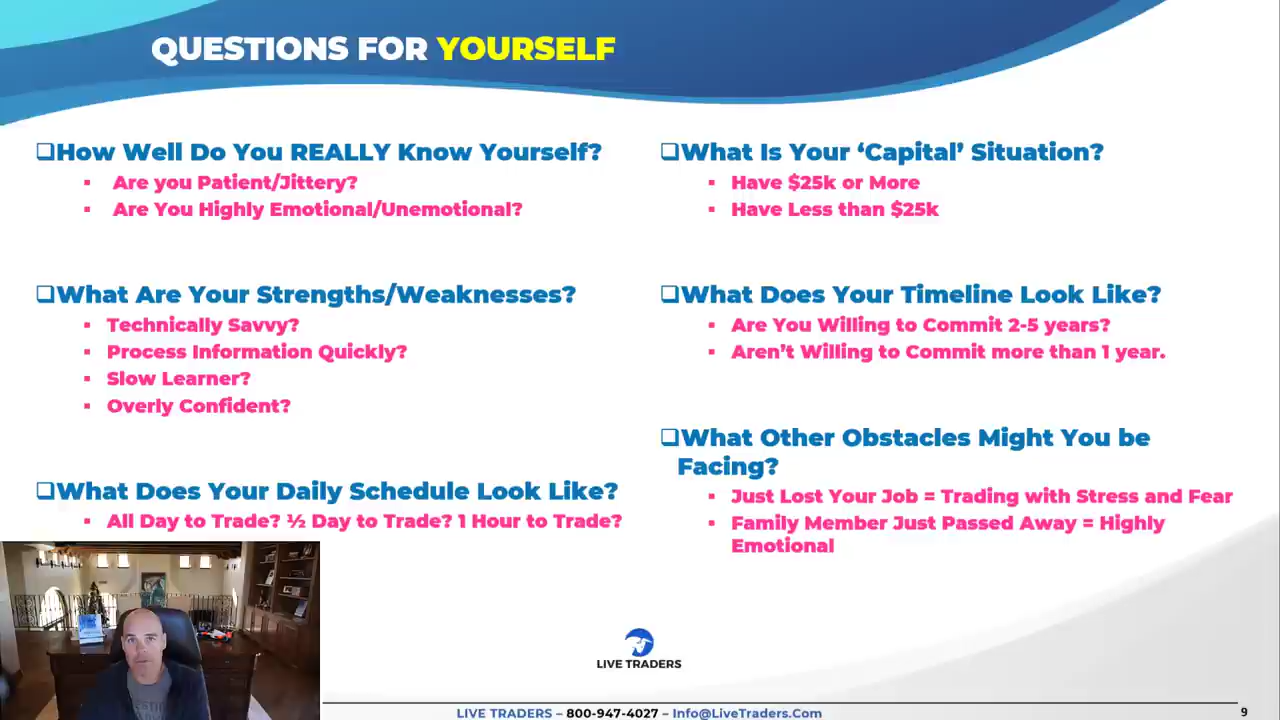 QUESTIONS FOR YOURSELF
❑How Well Do You REALLY Know Yourself?
▪ Are you Patient/Jittery?
▪ Are You Highly Emotional/Unemotional?
❑What Are Your Strengths/Weaknesses?
▪ Technically Savvy?
▪ Process Information Quickly?
▪ Slow Learner?
▪ Overly Confident?
❑What Does Your Daily Schedule Look Like?
▪ All Day to Trade? ½ Day to Trade? 1 Hour to Trade?
❑What Is Your ‘Capital’ Situation?
▪ Have $25k or More
▪ Have Less than $25k
❑What Does Your Timeline Look Like?
▪ Are You Willing to Commit 2-5 years?
▪ Aren’t Willing to Commit more than 1 year.
❑What Other Obstacles Might You be
Facing?
▪ Just Lost Your Job = Trading with Stress and Fear
▪ Family Member Just Passed Away = Highly
Emotional
LIVE TRADERS
LIVE TRADERS – 800-947-4027 – Info@LiveTraders.Com
9